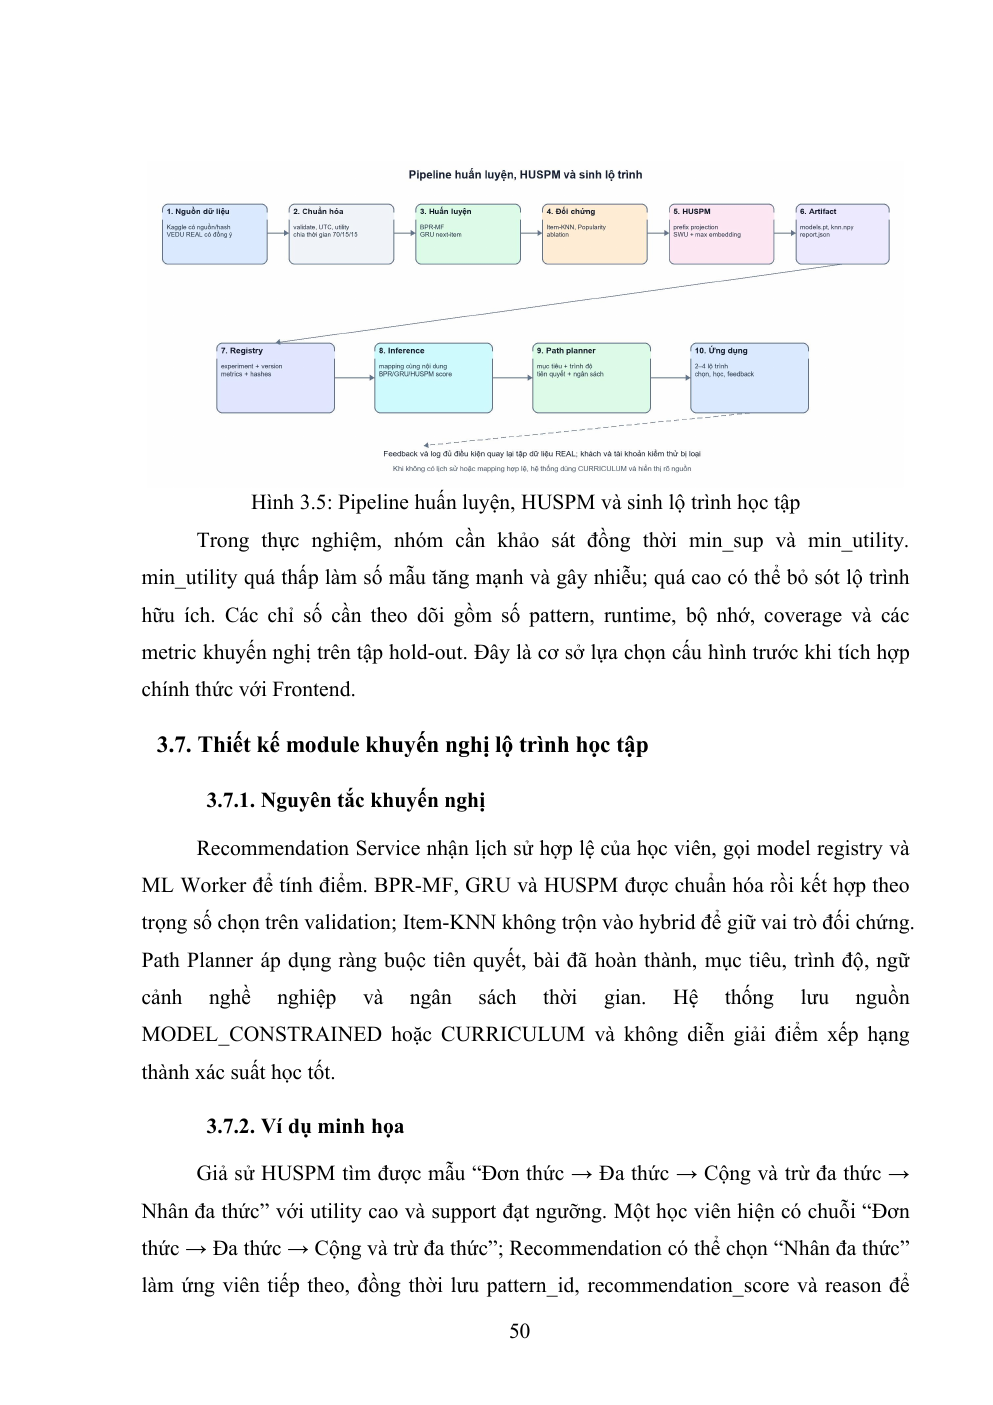 Pipeline huấn luyện, HUSPM và sinh lộ trình
1. Nguồn dữ liệu
Kaggle có nguồn/hash
VEDU REAL có đồng ý
2. Chuẩn hóa
validate, UTC, utility
chia thời gian 70/15/15
3. Huấn luyện
BPR-MF
GRU next-item
4. Đối chứng
Item-KNN, Popularity
ablation
5. HUSPM
prefix projection
SWU + max embedding
6. Artifact
models.pt, knn.npy
report.json
7. Registry
experiment + version
metrics + hashes
8. Inference
mapping cùng nội dung
BPR/GRU/HUSPM score
9. Path planner
mục tiêu + trình độ
tiên quyết + ngân sách
10. Ứng dụng
2–4 lộ trình
chọn, học, feedback
Feedback và log đủ điều kiện quay lại tập dữ liệu REAL; khách và tài khoản kiểm thử bị loại
Khi không có lịch sử hoặc mapping hợp lệ, hệ thống dùng CURRICULUM và hiển thị rõ nguồn
Hình 3.5: Pipeline huấn luyện, HUSPM và sinh lộ trình học tập
Trong thực nghiệm, nhóm cần khảo sát đồng thời min_sup và min_utility.
min_utility quá thấp làm số mẫu tăng mạnh và gây nhiễu; quá cao có thể bỏ sót lộ trình
hữu ích. Các chỉ số cần theo dõi gồm số pattern, runtime, bộ nhớ, coverage và các
metric khuyến nghị trên tập hold-out. Đây là cơ sở lựa chọn cấu hình trước khi tích hợp
chính thức với Frontend.
3.7. Thiết kế module khuyến nghị lộ trình học tập
3.7.1. Nguyên tắc khuyến nghị
Recommendation Service nhận lịch sử hợp lệ của học viên, gọi model registry và
ML Worker để tính điểm. BPR-MF, GRU và HUSPM được chuẩn hóa rồi kết hợp theo
trọng số chọn trên validation; Item-KNN không trộn vào hybrid để giữ vai trò đối chứng.
Path Planner áp dụng ràng buộc tiên quyết, bài đã hoàn thành, mục tiêu, trình độ, ngữ
cảnh nghề nghiệp và ngân sách thời gian. Hệ thống lưu nguồn
MODEL_CONSTRAINED hoặc CURRICULUM và không diễn giải điểm xếp hạng
thành xác suất học tốt.
3.7.2. Ví dụ minh họa
Giả sử HUSPM tìm được mẫu “Đơn thức → Đa thức → Cộng và trừ đa thức →
Nhân đa thức” với utility cao và support đạt ngưỡng. Một học viên hiện có chuỗi “Đơn
thức → Đa thức → Cộng và trừ đa thức”; Recommendation có thể chọn “Nhân đa thức”
làm ứng viên tiếp theo, đồng thời lưu pattern_id, recommendation_score và reason để
50